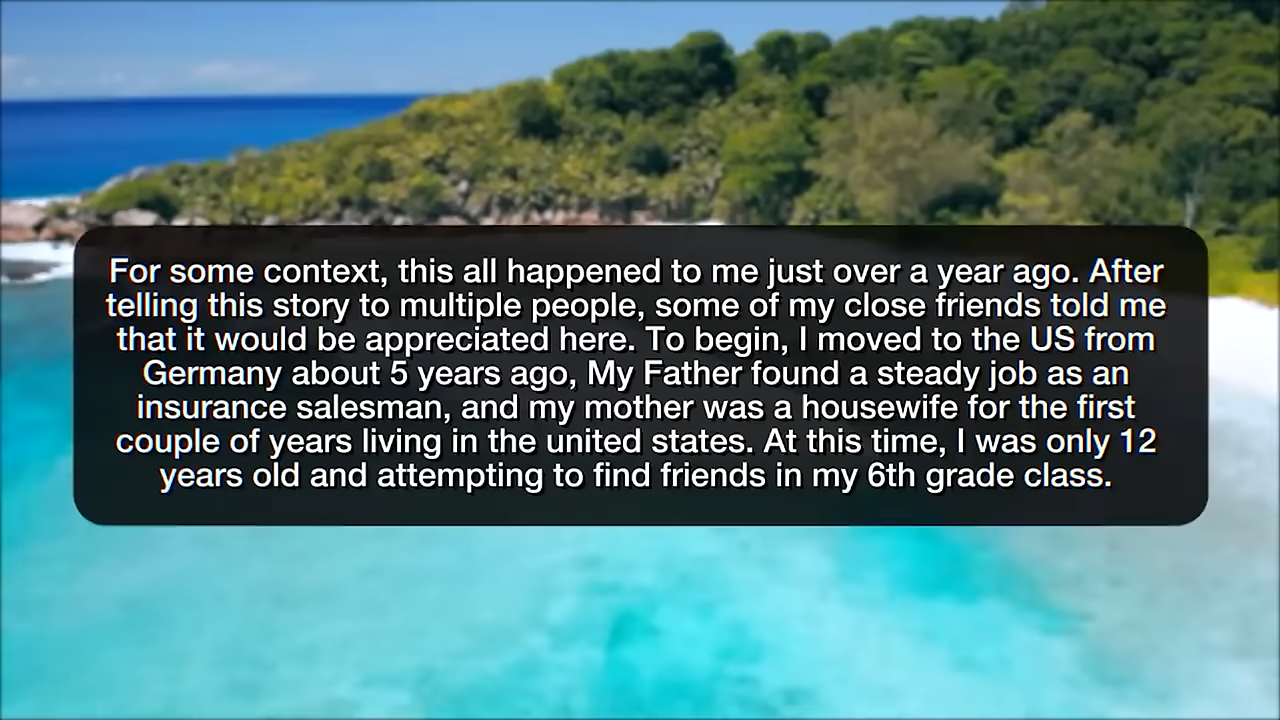 For some context, this all happened to me just over a year ago. After
telling this story to multiple people, some of my close friends told me
that it would be appreciated here. To begin, I moved to the US from
Germany about 5 years ago, My Father found a steady job as an
insurance salesman, and my mother was a housewife for the first
couple of years living in the united states. At this time, I was only 12
years old and attempting to find friends in my 6th grade class.